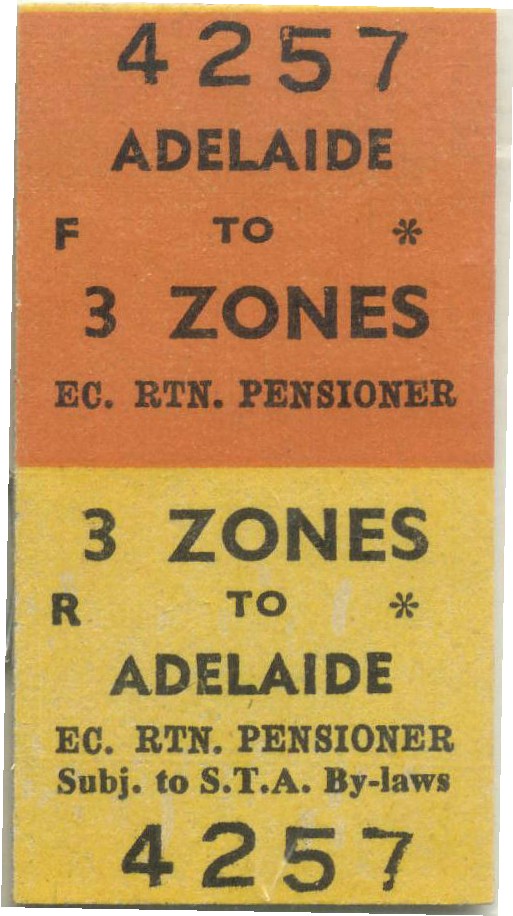 4257
ADELAIDE
F TO *
3 ZONES
EC. RTN. PENSIONER
3 ZONES
R TO *
ADELAIDE
EC. RTN. PENSIONER
Subj. to S.T.A. By-laws
4257